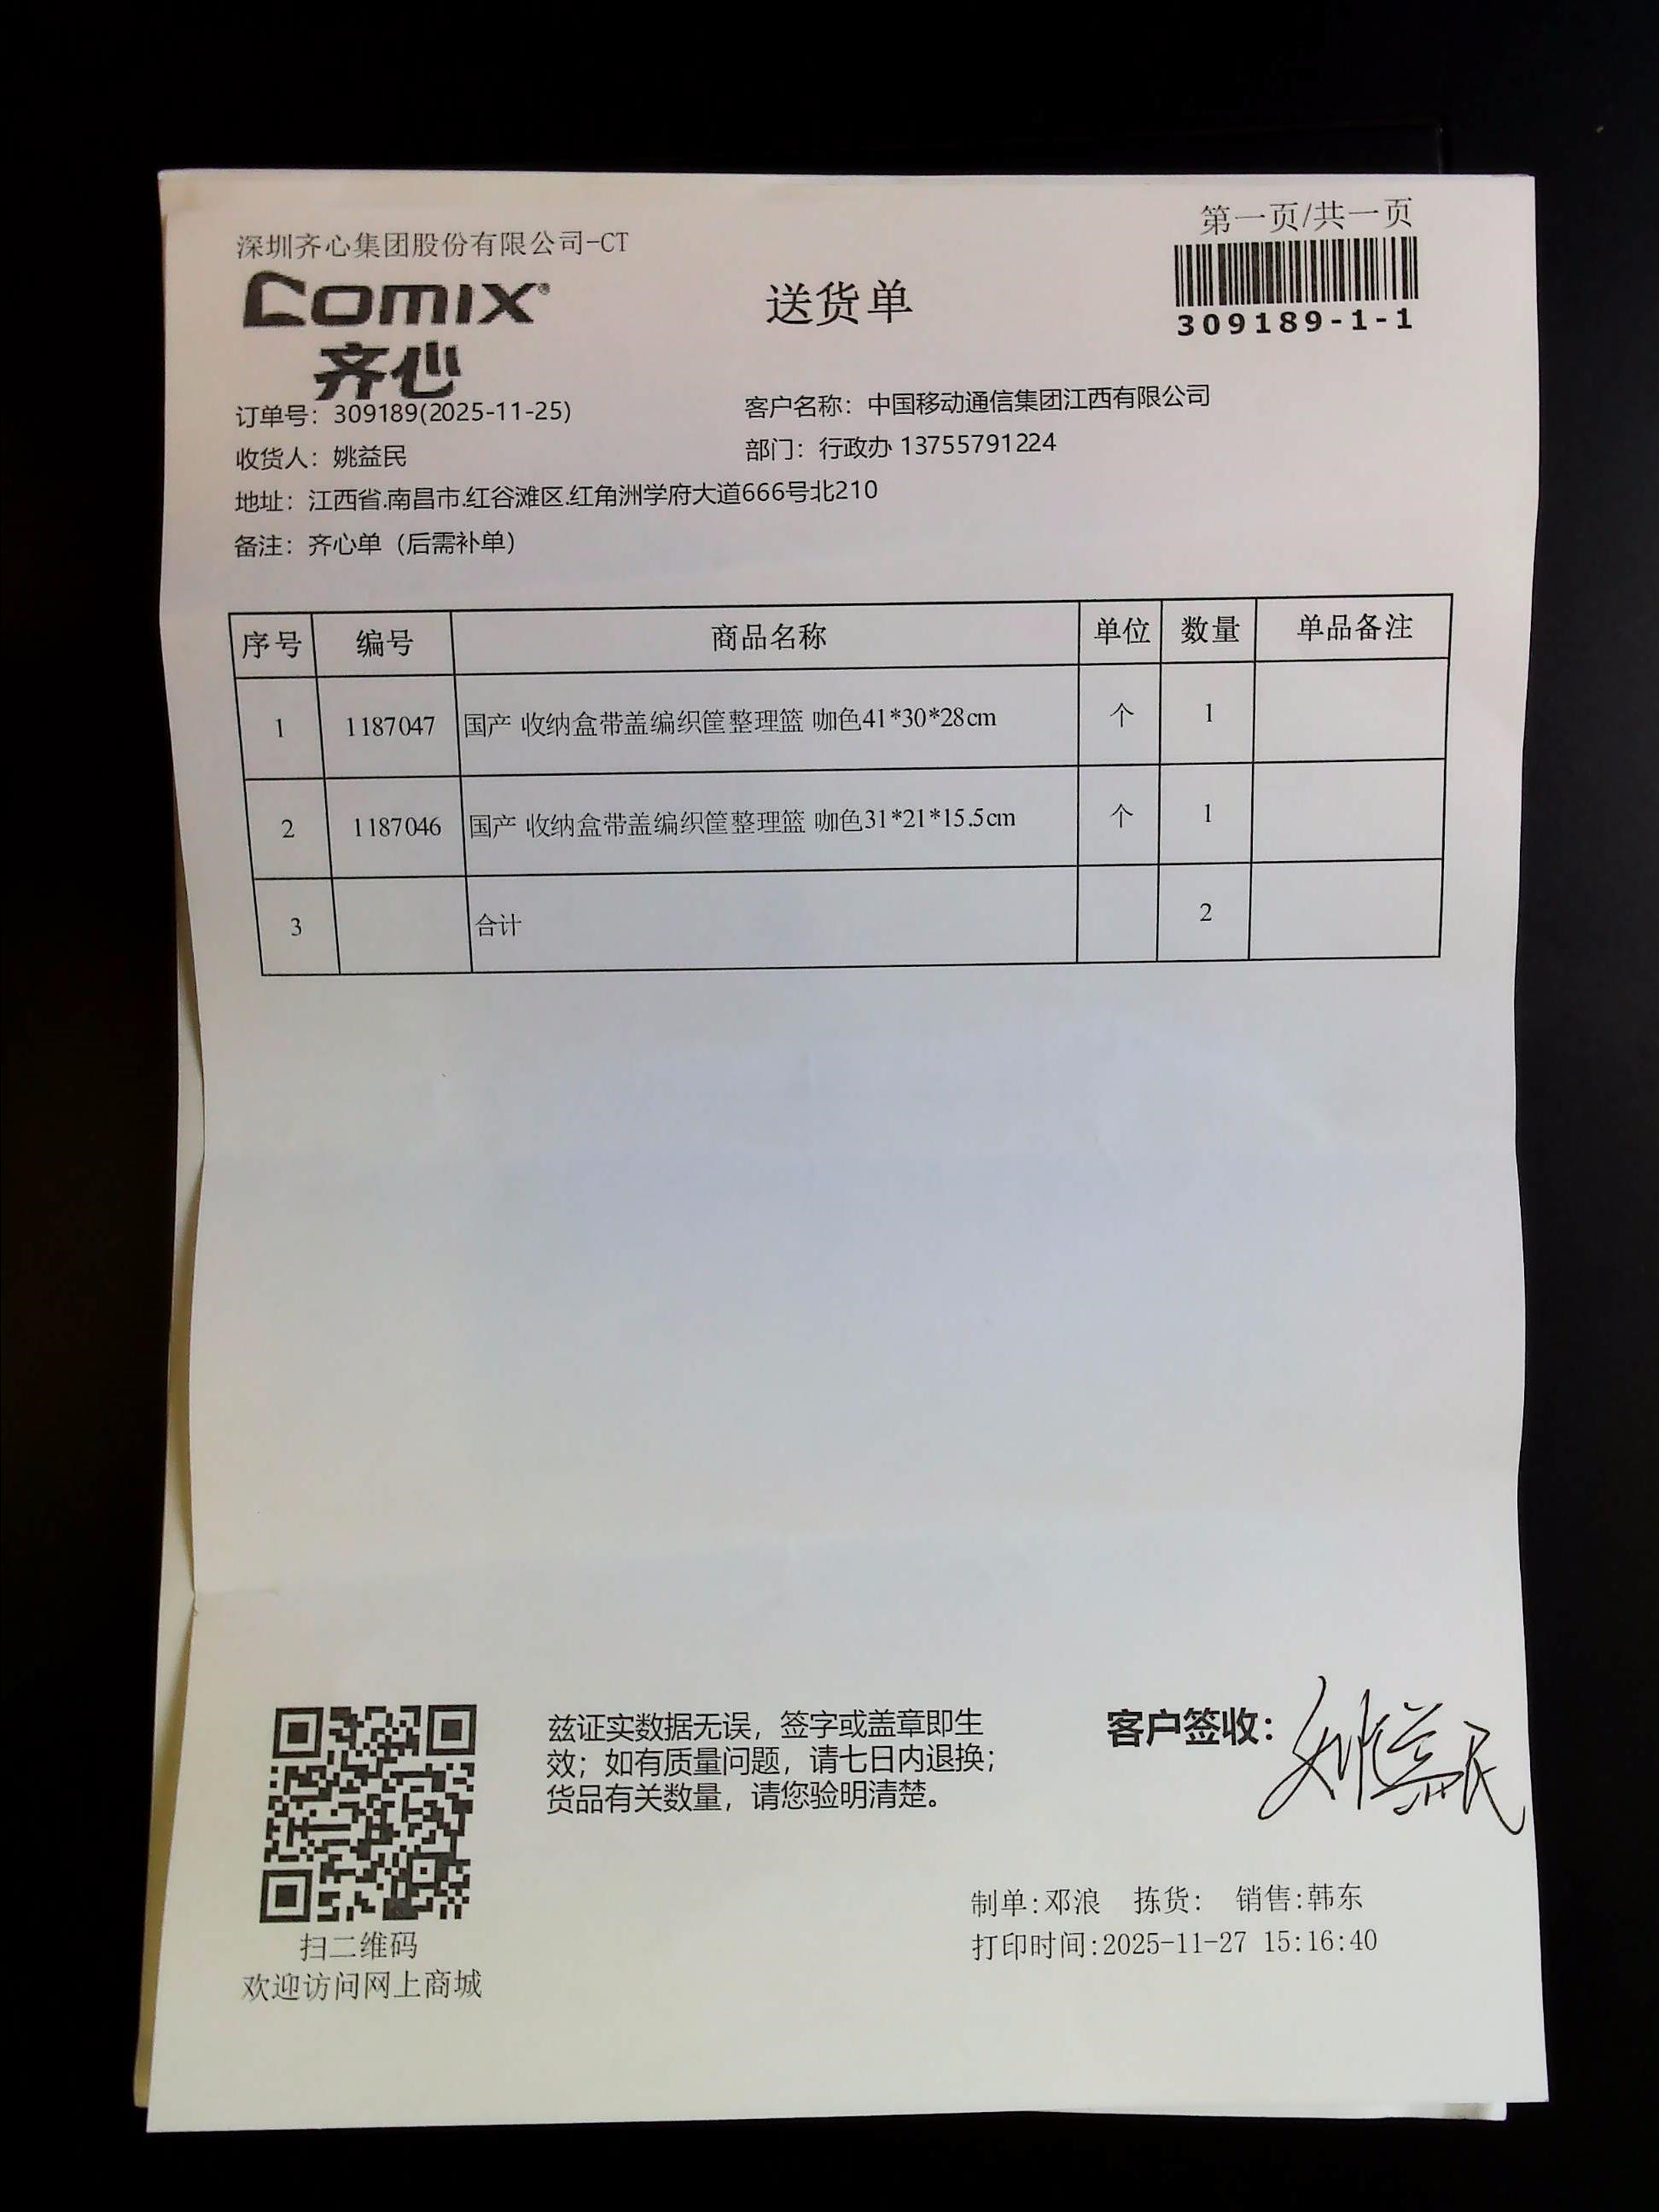 第一页/共一页
深圳齐心集团股份有限公司-CT
comix®
齐心
送货单
309189-1-1
订单号：309189(2025-11-25)
客户名称：中国移动通信集团江西有限公司
收货人：姚益民
部门：行政办 13755791224
地址：江西省.南昌市.红谷滩区.红角洲学府大道666号北210
备注：齐心单（后需补单）
序号 编号 商品名称 单位 数量 单品备注
1 1187047 国产 收纳盒带盖编织筐整理篮 咖色41*30*28cm 个 1
2 1187046 国产 收纳盒带盖编织筐整理篮 咖色31*21*15.5cm 个 1
3 合计 2
兹证实数据无误，签字或盖章即生
效；如有质量问题，请七日内退换；
货品有关数量，请您验明清楚。
客户签收：姚益民
扫二维码
欢迎访问网上商城
制单:邓浪 拣货: 销售:韩东
打印时间:2025-11-27 15:16:40